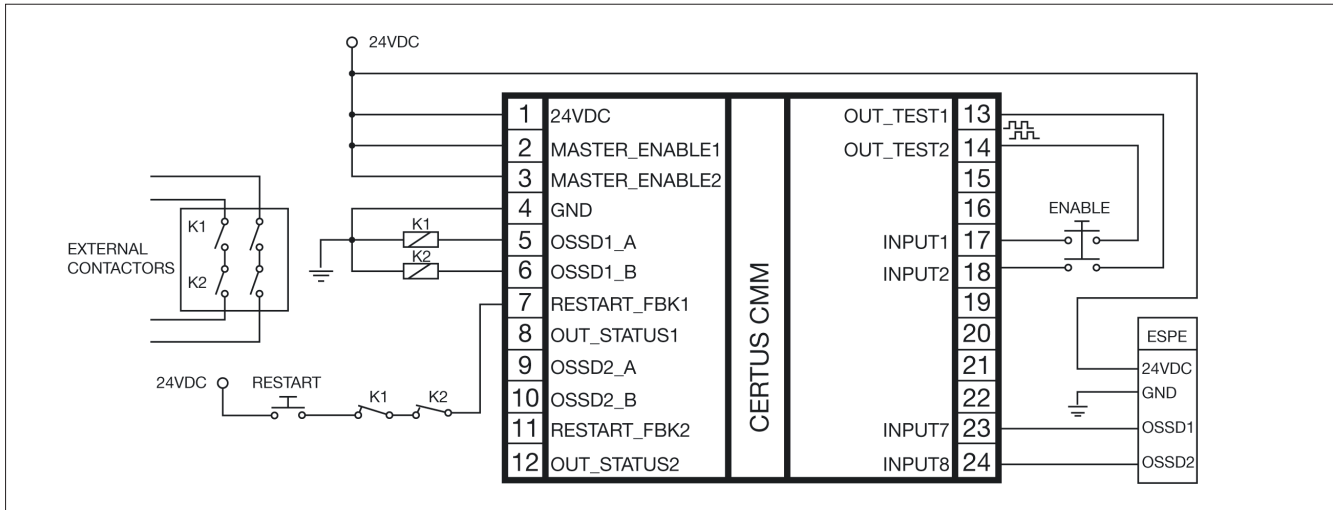 24VDC
1 24VDC
2 MASTER_ENABLE1
3 MASTER_ENABLE2
4 GND
5 OSSD1_A
6 OSSD1_B
7 RESTART_FBK1
8 OUT_STATUS1
9 OSSD2_A
10 OSSD2_B
11 RESTART_FBK2
12 OUT_STATUS2
CERTUS CMM
OUT_TEST1 13
OUT_TEST2 14
15
16
INPUT1 17
INPUT2 18
19
20
21
22
INPUT7 23
INPUT8 24
K1
K2
EXTERNAL
CONTACTORS
K1
K2
24VDC
RESTART
K1
K2
ENABLE
ESPE
24VDC
GND
OSSD1
OSSD2